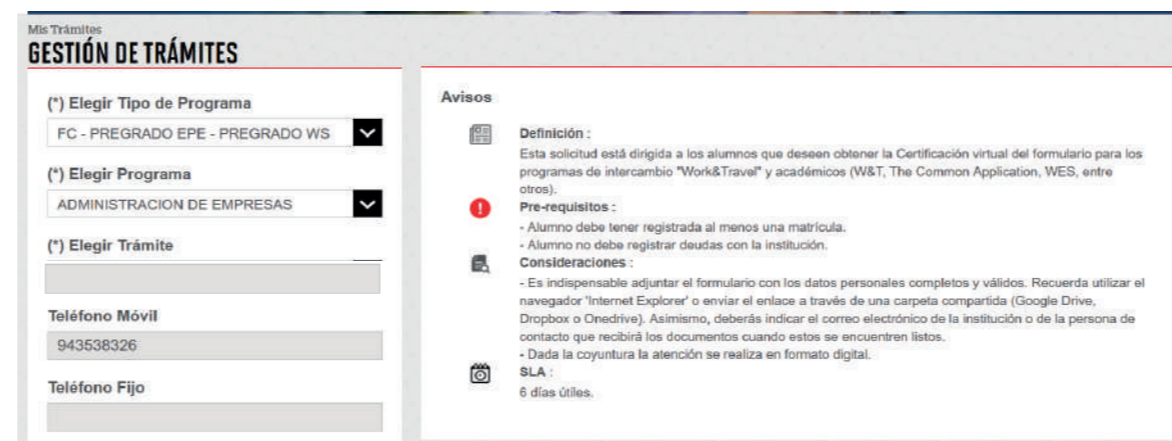 Mis Trámites
GESTIÓN DE TRÁMITES
(*) Elegir Tipo de Programa
FC - PREGRADO EPE - PREGRADO WS
(*) Elegir Programa
ADMINISTRACION DE EMPRESAS
(*) Elegir Trámite
Teléfono Móvil
943538326
Teléfono Fijo
Avisos
Definición :
Esta solicitud está dirigida a los alumnos que deseen obtener la Certificación virtual del formulario para los
programas de intercambio "Work&Travel" y académicos (W&T, The Common Application, WES, entre
otros).
Pre-requisitos :
- Alumno debe tener registrada al menos una matrícula.
- Alumno no debe registrar deudas con la institución.
Consideraciones :
- Es indispensable adjuntar el formulario con los datos personales completos y válidos. Recuerda utilizar el
navegador 'Internet Explorer' o enviar el enlace a través de una carpeta compartida (Google Drive,
Dropbox o Onedrive). Asimismo, deberás indicar el correo electrónico de la institución o de la persona de
contacto que recibirá los documentos cuando estos se encuentren listos.
- Dada la coyuntura la atención se realiza en formato digital.
SLA :
6 días útiles.